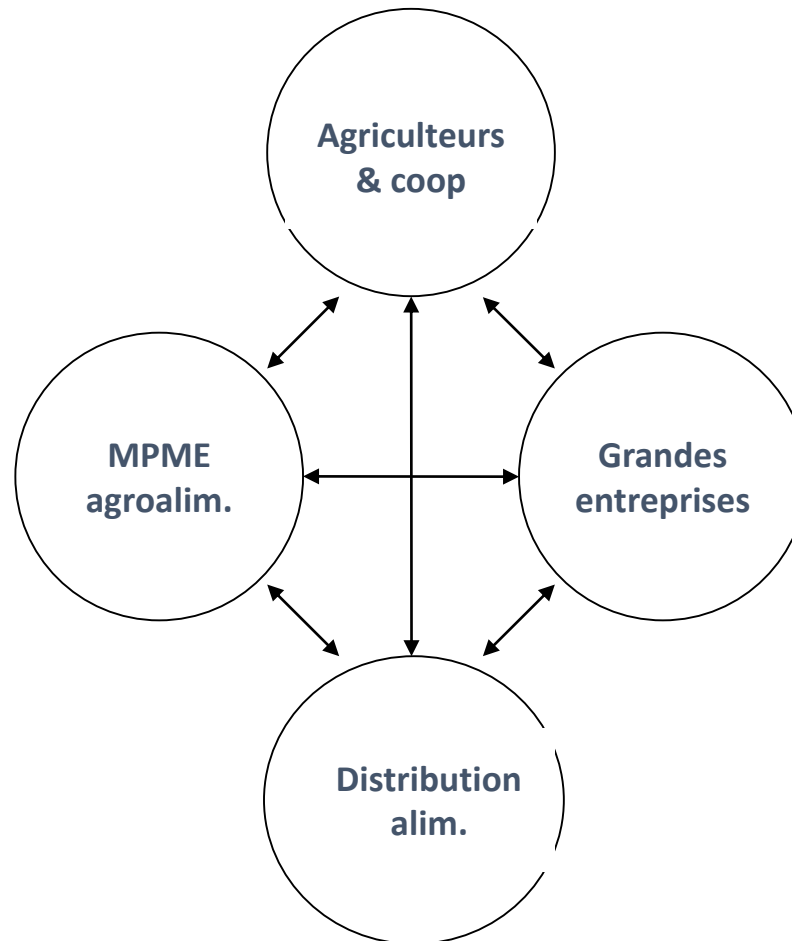 Agriculteurs
& coop
MPME
agroalim.
Grandes
entreprises
Distribution
alim.